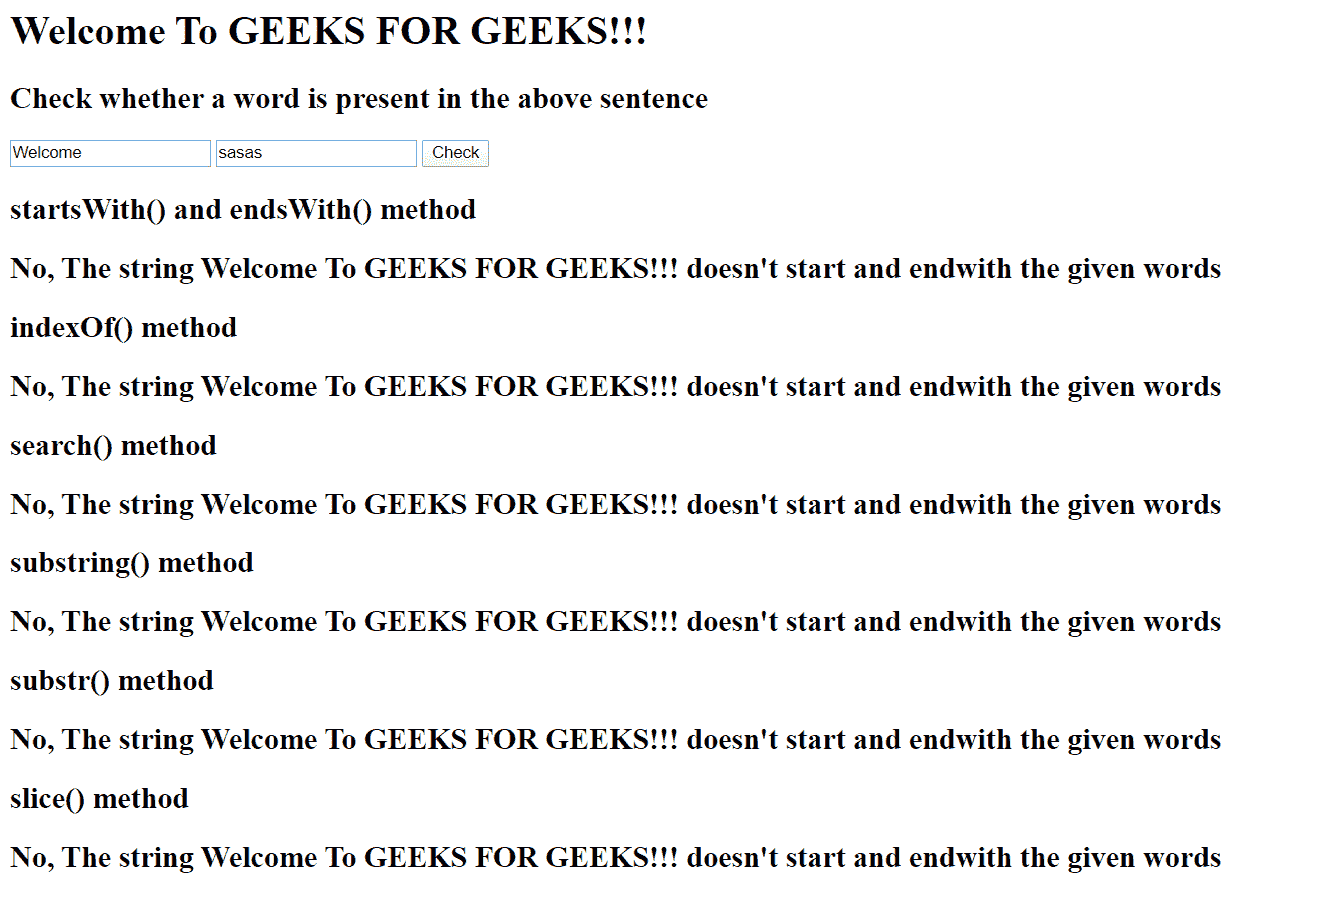 Welcome To GEEKS FOR GEEKS!!!
Check whether a word is present in the above sentence
Welcome sasas Check
startsWith() and endsWith() method
No, The string Welcome To GEEKS FOR GEEKS!!! doesn't start and endwith the given words
indexOf() method
No, The string Welcome To GEEKS FOR GEEKS!!! doesn't start and endwith the given words
search() method
No, The string Welcome To GEEKS FOR GEEKS!!! doesn't start and endwith the given words
substring() method
No, The string Welcome To GEEKS FOR GEEKS!!! doesn't start and endwith the given words
substr() method
No, The string Welcome To GEEKS FOR GEEKS!!! doesn't start and endwith the given words
slice() method
No, The string Welcome To GEEKS FOR GEEKS!!! doesn't start and endwith the given words